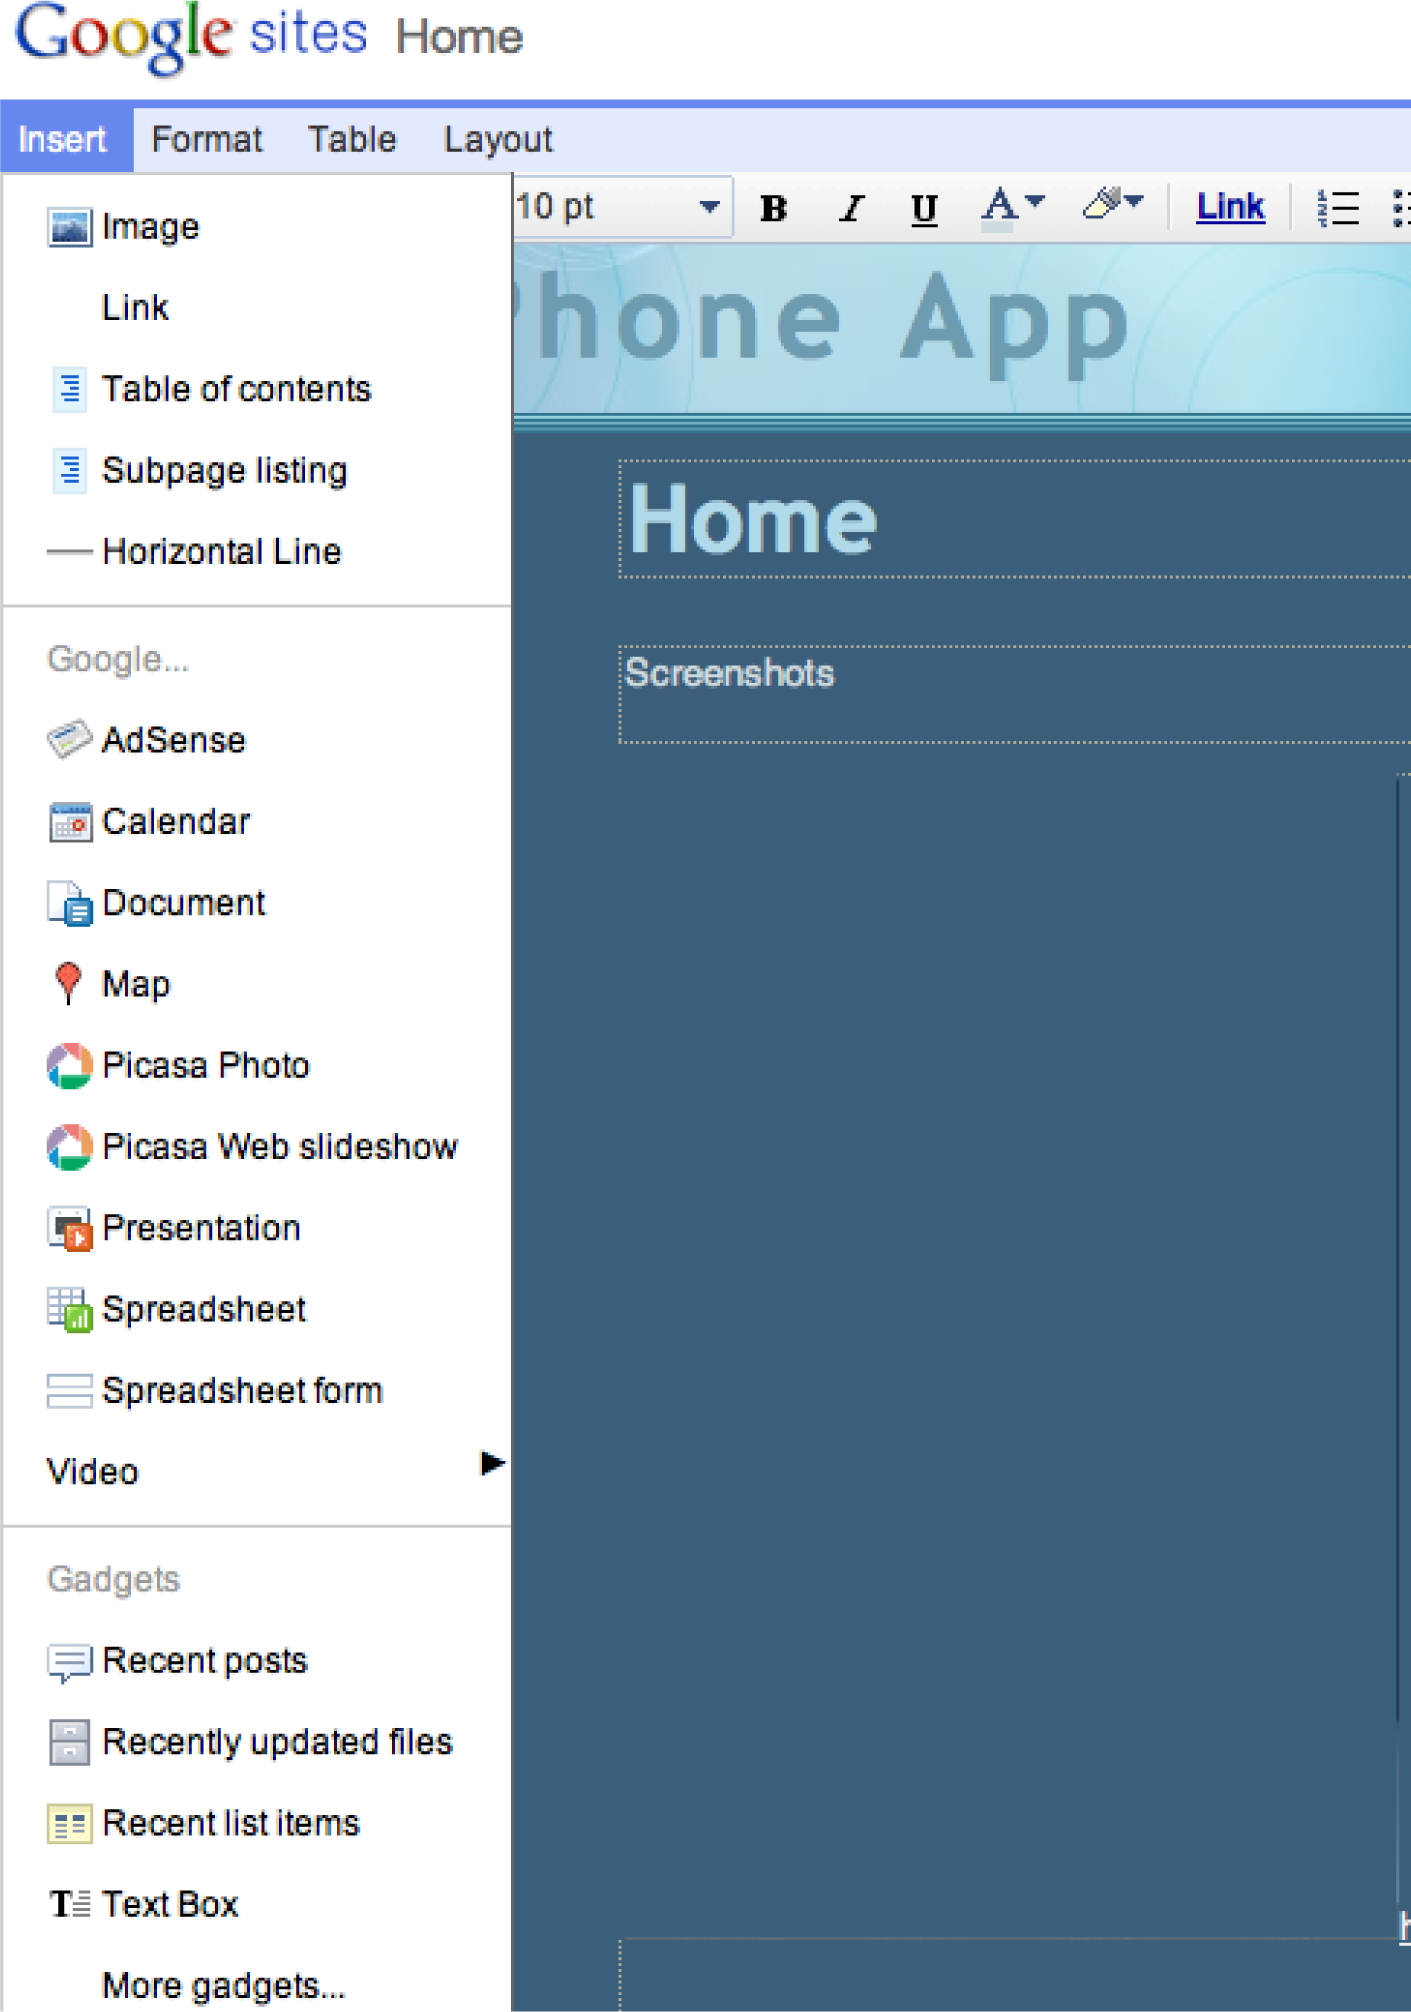 Google sites Home
Insert Format Table Layout
10 pt B I U A Link
Phone App
Image
Link
Table of contents
Subpage listing
Horizontal Line
Google...
AdSense
Calendar
Document
Map
Picasa Photo
Picasa Web slideshow
Presentation
Spreadsheet
Spreadsheet form
Video
Gadgets
Recent posts
Recently updated files
Recent list items
Text Box
More gadgets...
Home
Screenshots